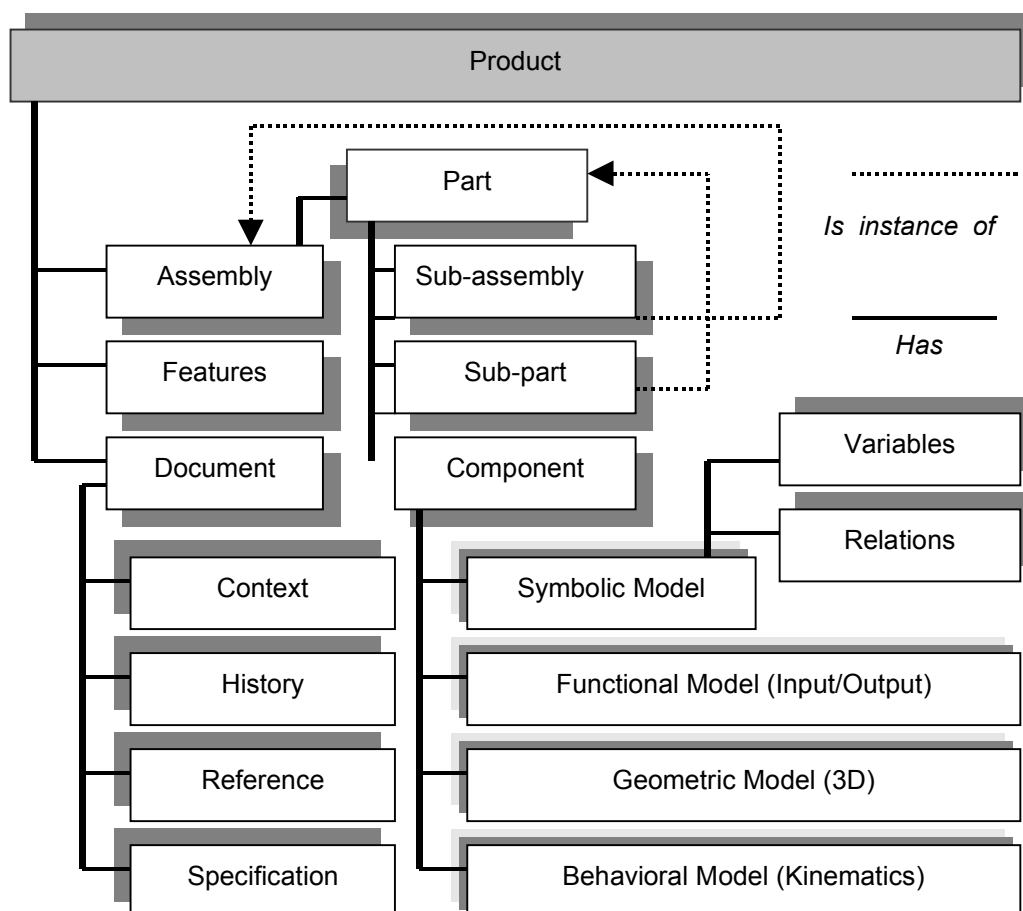 Product
Part
Is instance of
Assembly
Sub-assembly
Has
Features
Sub-part
Variables
Document
Component
Relations
Context
Symbolic Model
History
Functional Model (Input/Output)
Reference
Geometric Model (3D)
Specification
Behavioral Model (Kinematics)